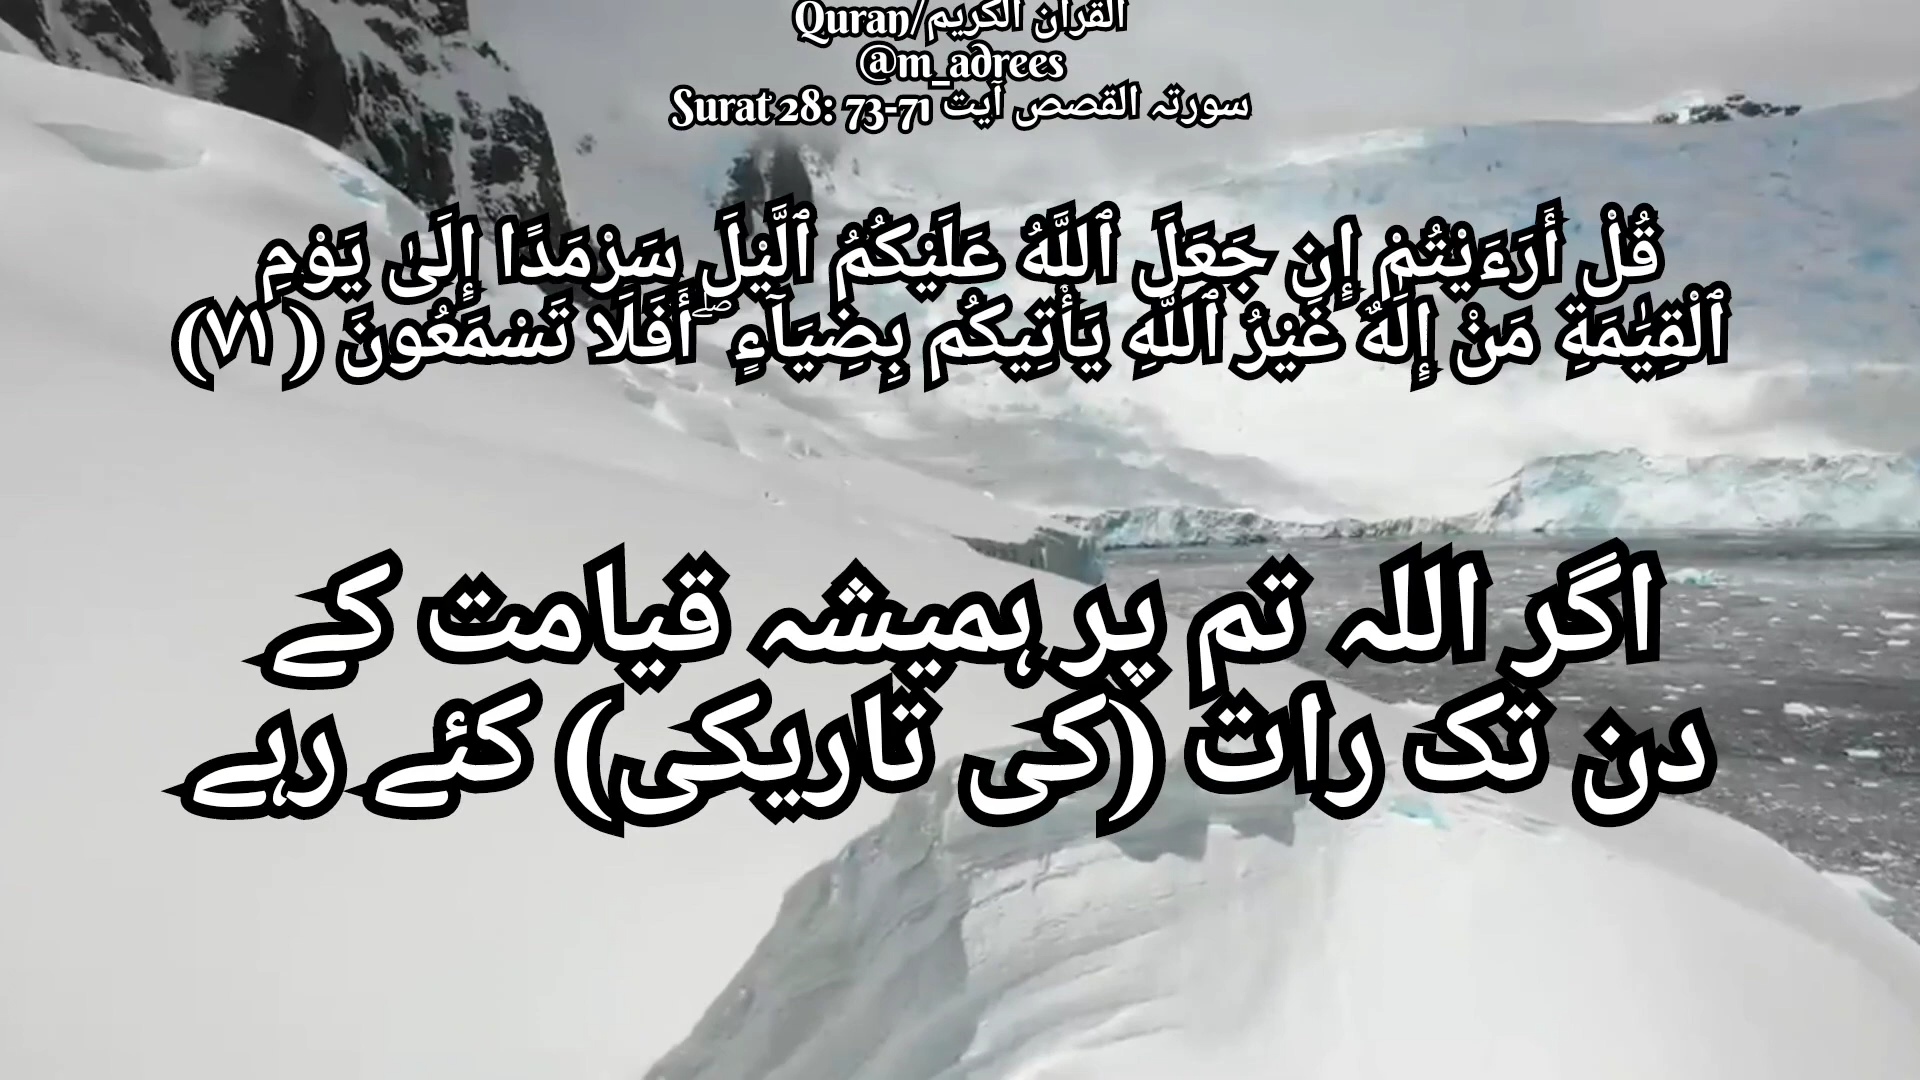 Quran/القرآن الكريم
@m_adrees
Surat 28: 73-71 سورتہ القصص آیت
قُلْ أَرَءَيْتُمْ إِن جَعَلَ ٱللَّهُ عَلَيْكُمُ ٱلَّيْلَ سَرْمَدًا إِلَىٰ يَوْمِ
ٱلْقِيَٰمَةِ مَنْ إِلَٰهٌ غَيْرُ ٱللَّهِ يَأْتِيكُم بِضِيَآءٍ ۖ أَفَلَا تَسْمَعُونَ (٧١)
اگر اللہ تم پر ہمیشہ قیامت کے
دن تک رات (کی تاریکی) کئے رہے